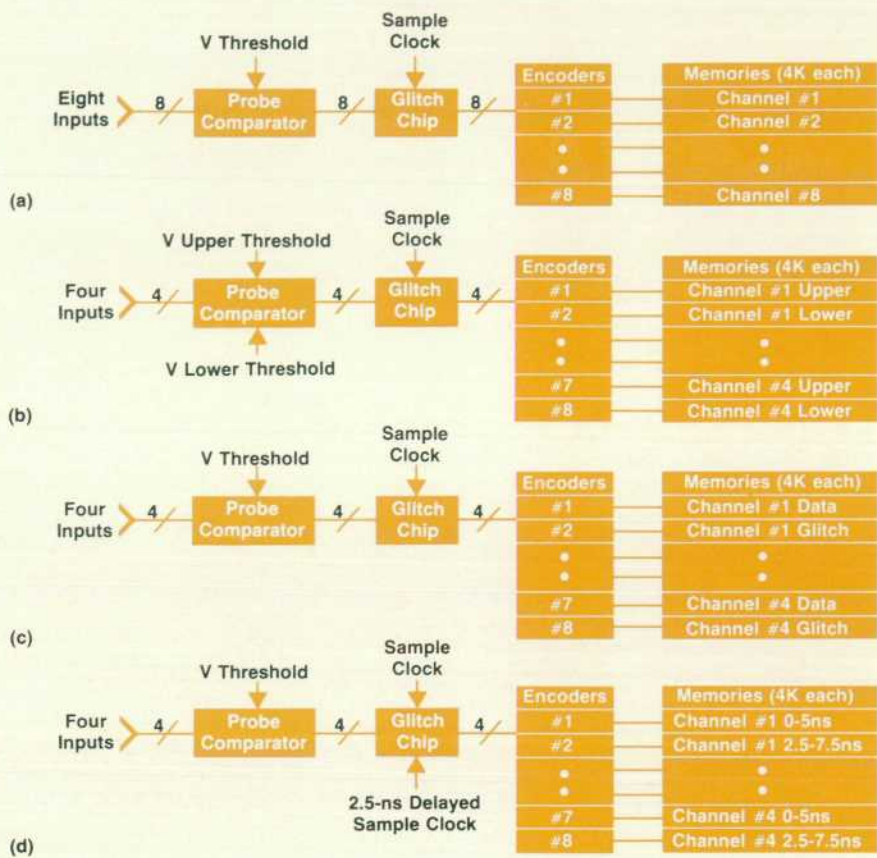 V Threshold
Sample
Clock
Eight
Inputs
8
Probe
Comparator
8
Glitch
Chip
8
Encoders
#1
#2
#8
Memories (4K each)
Channel #1
Channel #2
Channel #8
(a)
V Upper Threshold
Sample
Clock
Four
Inputs
4
Probe
Comparator
4
Glitch
Chip
4
V Lower Threshold
Encoders
#1
#2
#7
#8
Memories (4K each)
Channel #1 Upper
Channel #1 Lower
Channel #4 Upper
Channel #4 Lower
(b)
V Threshold
Sample
Clock
Four
Inputs
4
Probe
Comparator
4
Glitch
Chip
4
Encoders
#1
#2
#7
#8
Memories (4K each)
Channel #1 Data
Channel #1 Glitch
Channel #4 Data
Channel #4 Glitch
(c)
V Threshold
Sample
Clock
Four
Inputs
4
Probe
Comparator
4
Glitch
Chip
4
2.5-ns Delayed
Sample Clock
Encoders
#1
#2
#7
#8
Memories (4K each)
Channel #1 0-5ns
Channel #1 2.5-7.5ns
Channel #4 0-5ns
Channel #4 2.5-7.5ns
(d)